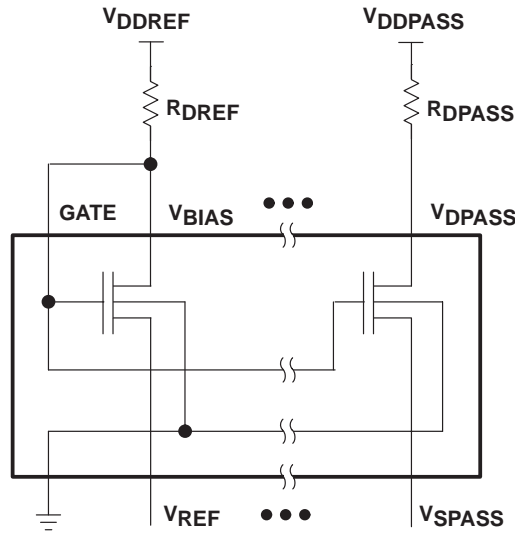 VDDREF
VDDPASS
RDREF
RDPASS
GATE
VBIAS
VDPASS
VREF
VSPASS